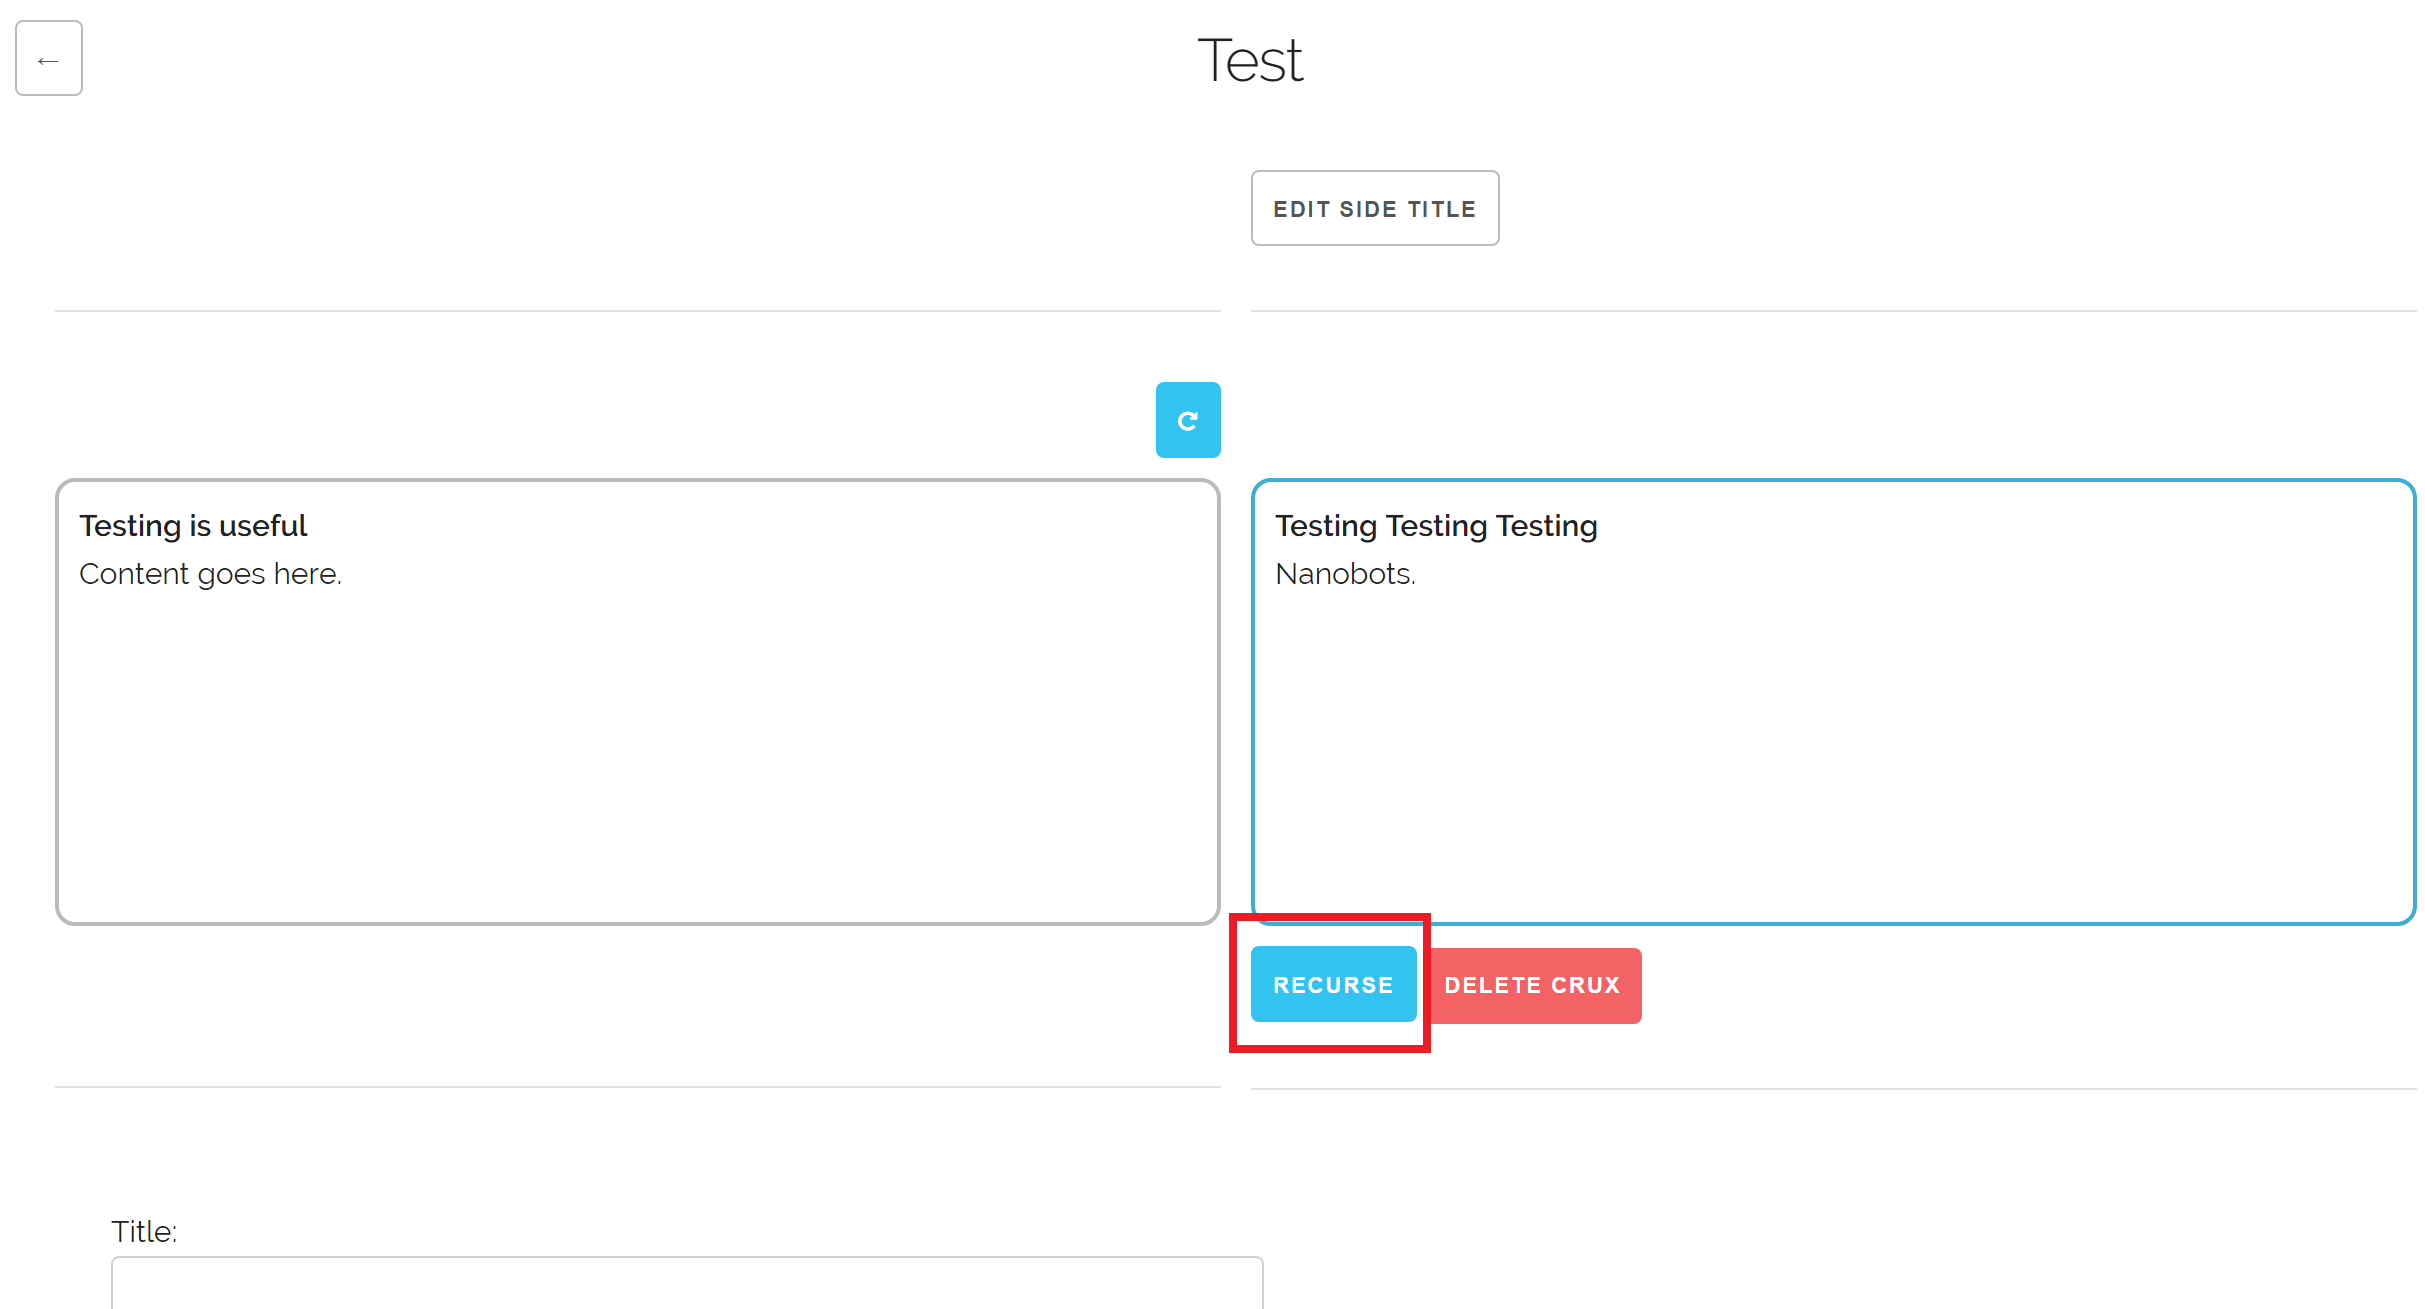 ←
Test
EDIT SIDE TITLE
Testing is useful
Content goes here.
Testing Testing Testing
Nanobots.
RECURSE
DELETE CRUX
Title: